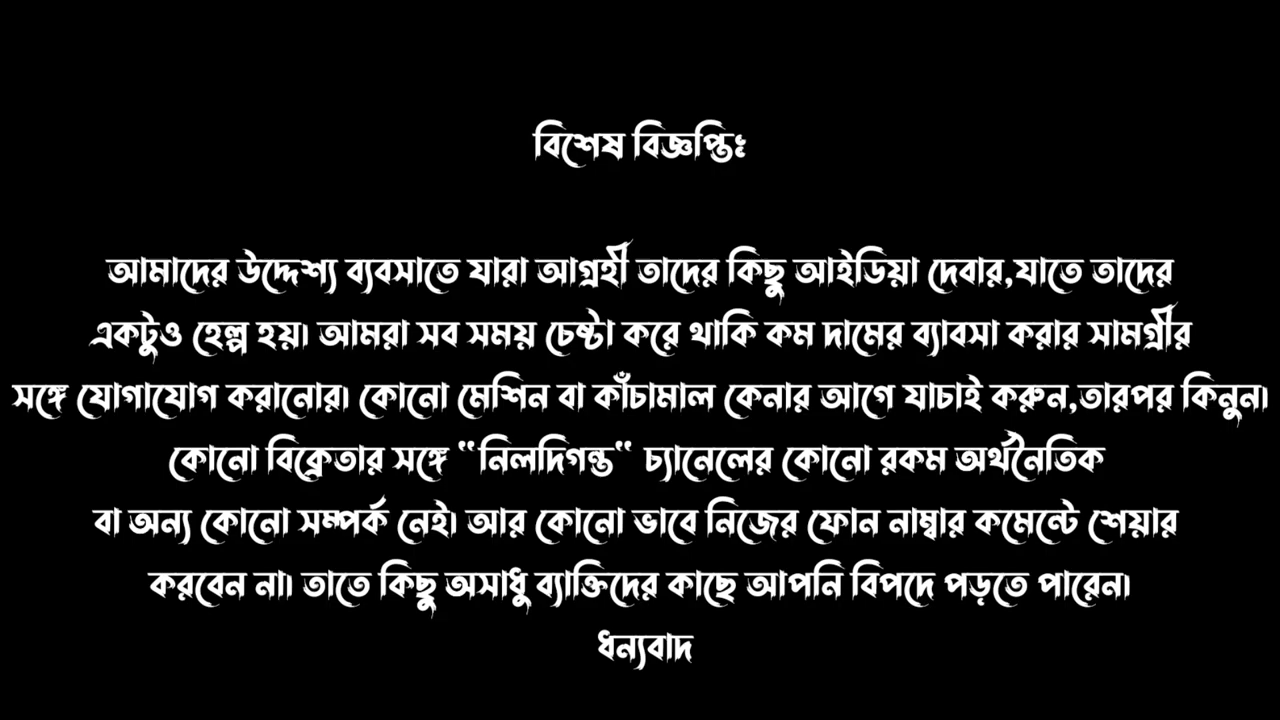 বিশেষ বিজ্ঞপ্তিঃ
আমাদের উদ্দেশ্য ব্যবসাতে যারা আগ্রহী তাদের কিছু আইডিয়া দেবার,যাতে তাদের
একটুও হেল্প হয়। আমরা সব সময় চেষ্টা করে থাকি কম দামের ব্যাবসা করার সামগ্রীর
সঙ্গে যোগাযোগ করানোর। কোনো মেশিন বা কাঁচামাল কেনার আগে যাচাই করুন,তারপর কিনুন।
কোনো বিক্রেতার সঙ্গে “নিলদিগন্ত“ চ্যানেলের কোনো রকম অর্থনৈতিক
বা অন্য কোনো সম্পর্ক নেই। আর কোনো ভাবে নিজের ফোন নাম্বার কমেন্টে শেয়ার
করবেন না। তাতে কিছু অসাধু ব্যাক্তিদের কাছে আপনি বিপদে পড়তে পারেন।
ধন্যবাদ